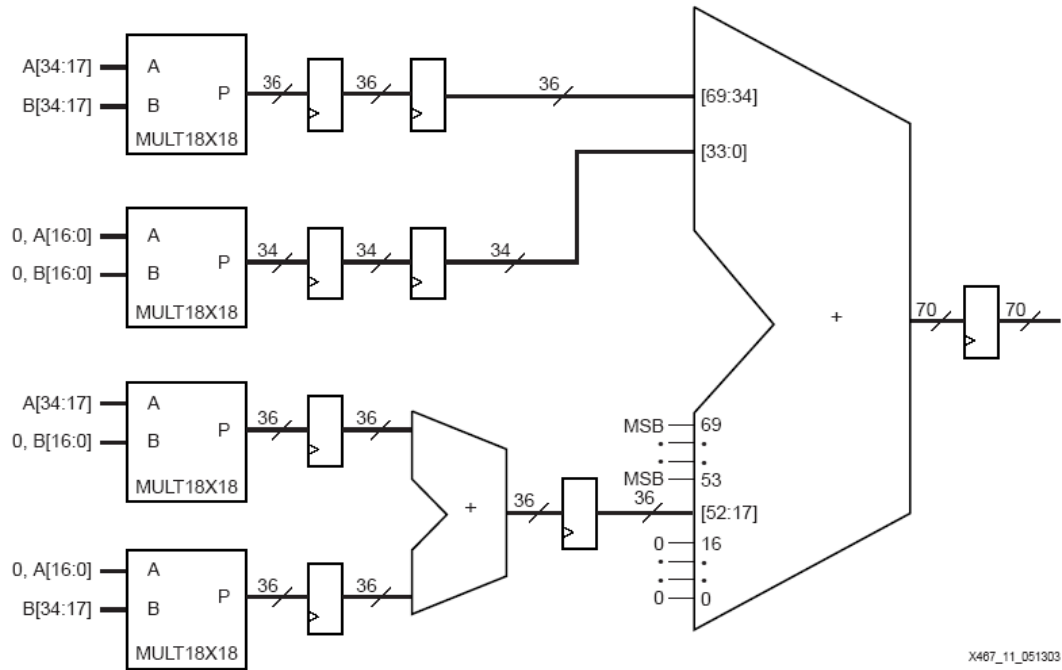 A[34:17]
B[34:17]
A
B
P
MULT18X18
36
36
36
[69:34]
[33:0]
0, A[16:0]
0, B[16:0]
A
B
P
MULT18X18
34
34
34
+
70
70
A[34:17]
0, B[16:0]
A
B
P
MULT18X18
36
36
+
36
36
MSB
69
MSB
53
[52:17]
0
16
0
0
0, A[16:0]
B[34:17]
A
B
P
MULT18X18
36
36
X467_11_051303